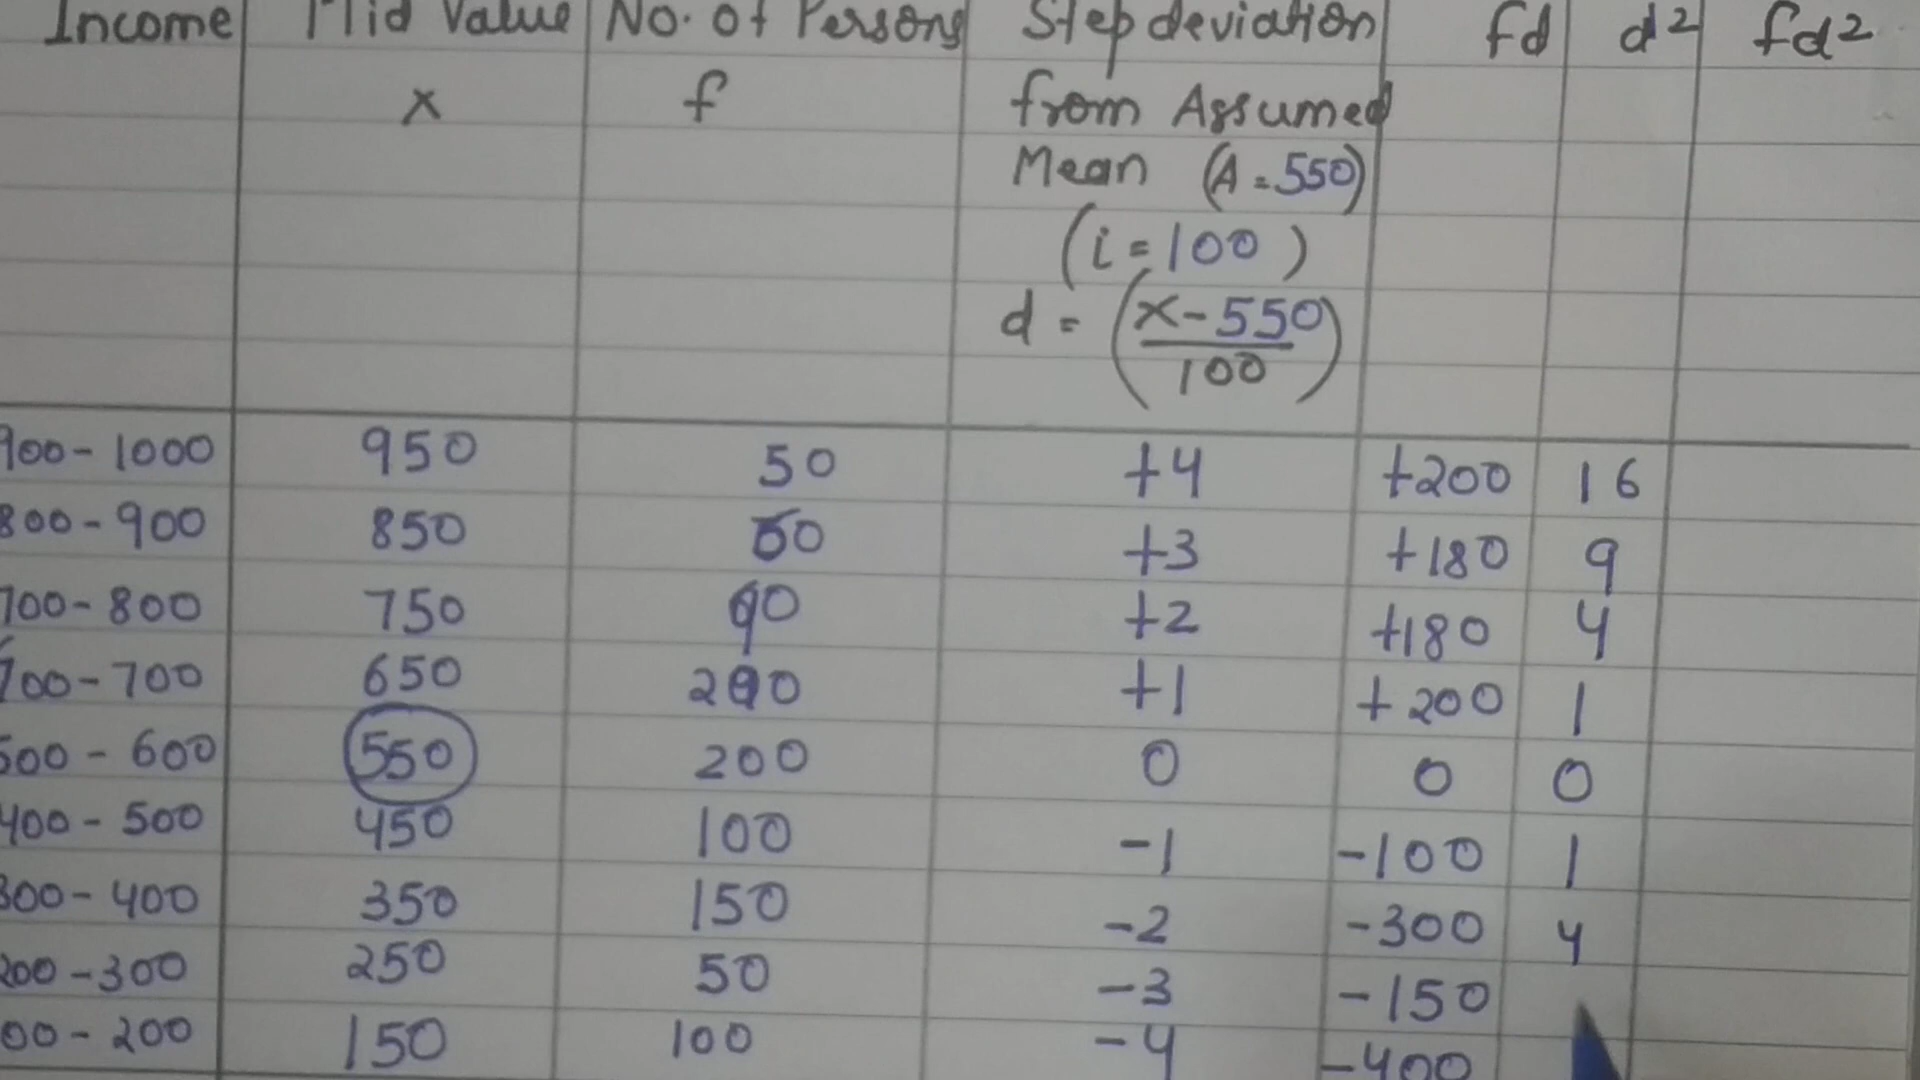 Income Mid Value No. of Persons Step deviation fd d² fd²
x f from Assumed
Mean (A=550)
(i=100)
d = (x-550
100)
900-1000 950 50 +4 +200 16
800-900 850 60 +3 +180 9
700-800 750 90 +2 +180 4
600-700 650 200 +1 +200 1
500-600 550 200 0 0 0
400-500 450 100 -1 -100 1
300-400 350 150 -2 -300 4
200-300 250 50 -3 -150
00-200 150 100 -4 -400